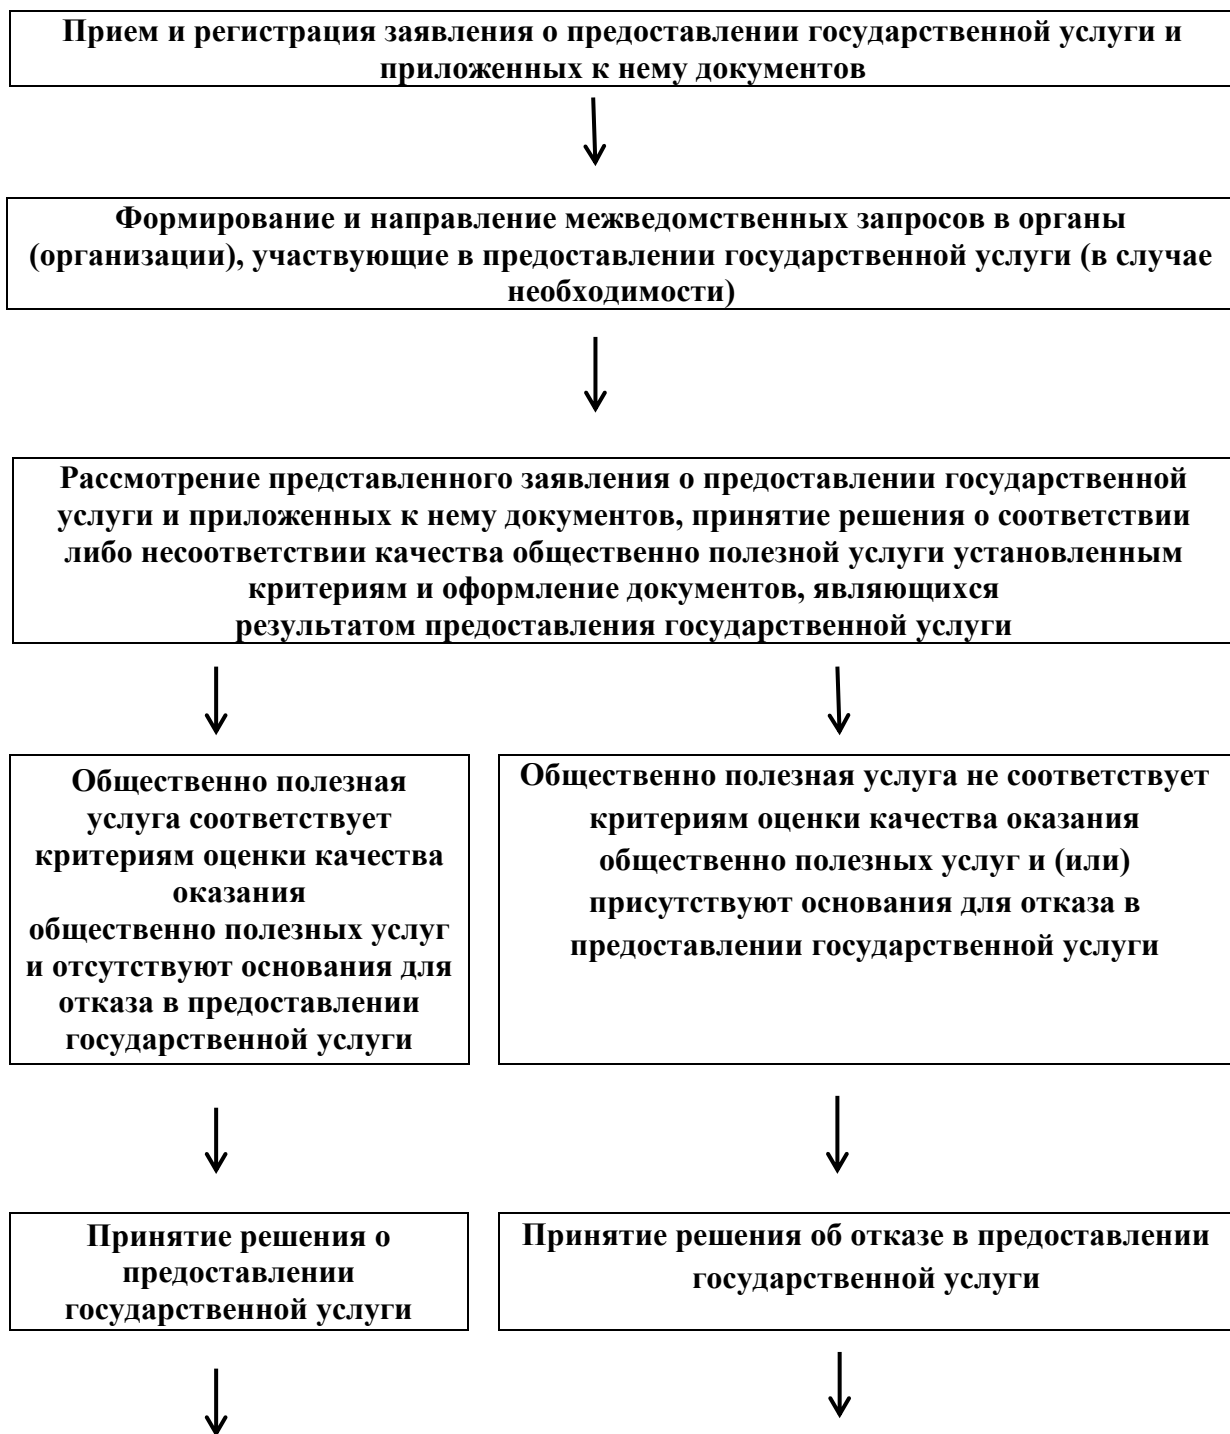 Прием и регистрация заявления о предоставлении государственной услуги и
приложенных к нему документов
Формирование и направление межведомственных запросов в органы
(организации), участвующие в предоставлении государственной услуги (в случае
необходимости)
Рассмотрение представленного заявления о предоставлении государственной
услуги и приложенных к нему документов, принятие решения о соответствии
либо несоответствии качества общественно полезной услуги установленным
критериям и оформление документов, являющихся
результатом предоставления государственной услуги
Общественно полезная
услуга соответствует
критериям оценки качества
оказания
общественно полезных услуг
и отсутствуют основания для
отказа в предоставлении
государственной услуги
Общественно полезная услуга не соответствует
критериям оценки качества оказания
общественно полезных услуг и (или)
присутствуют основания для отказа в
предоставлении государственной услуги
Принятие решения о
предоставлении
государственной услуги
Принятие решения об отказе в предоставлении
государственной услуги